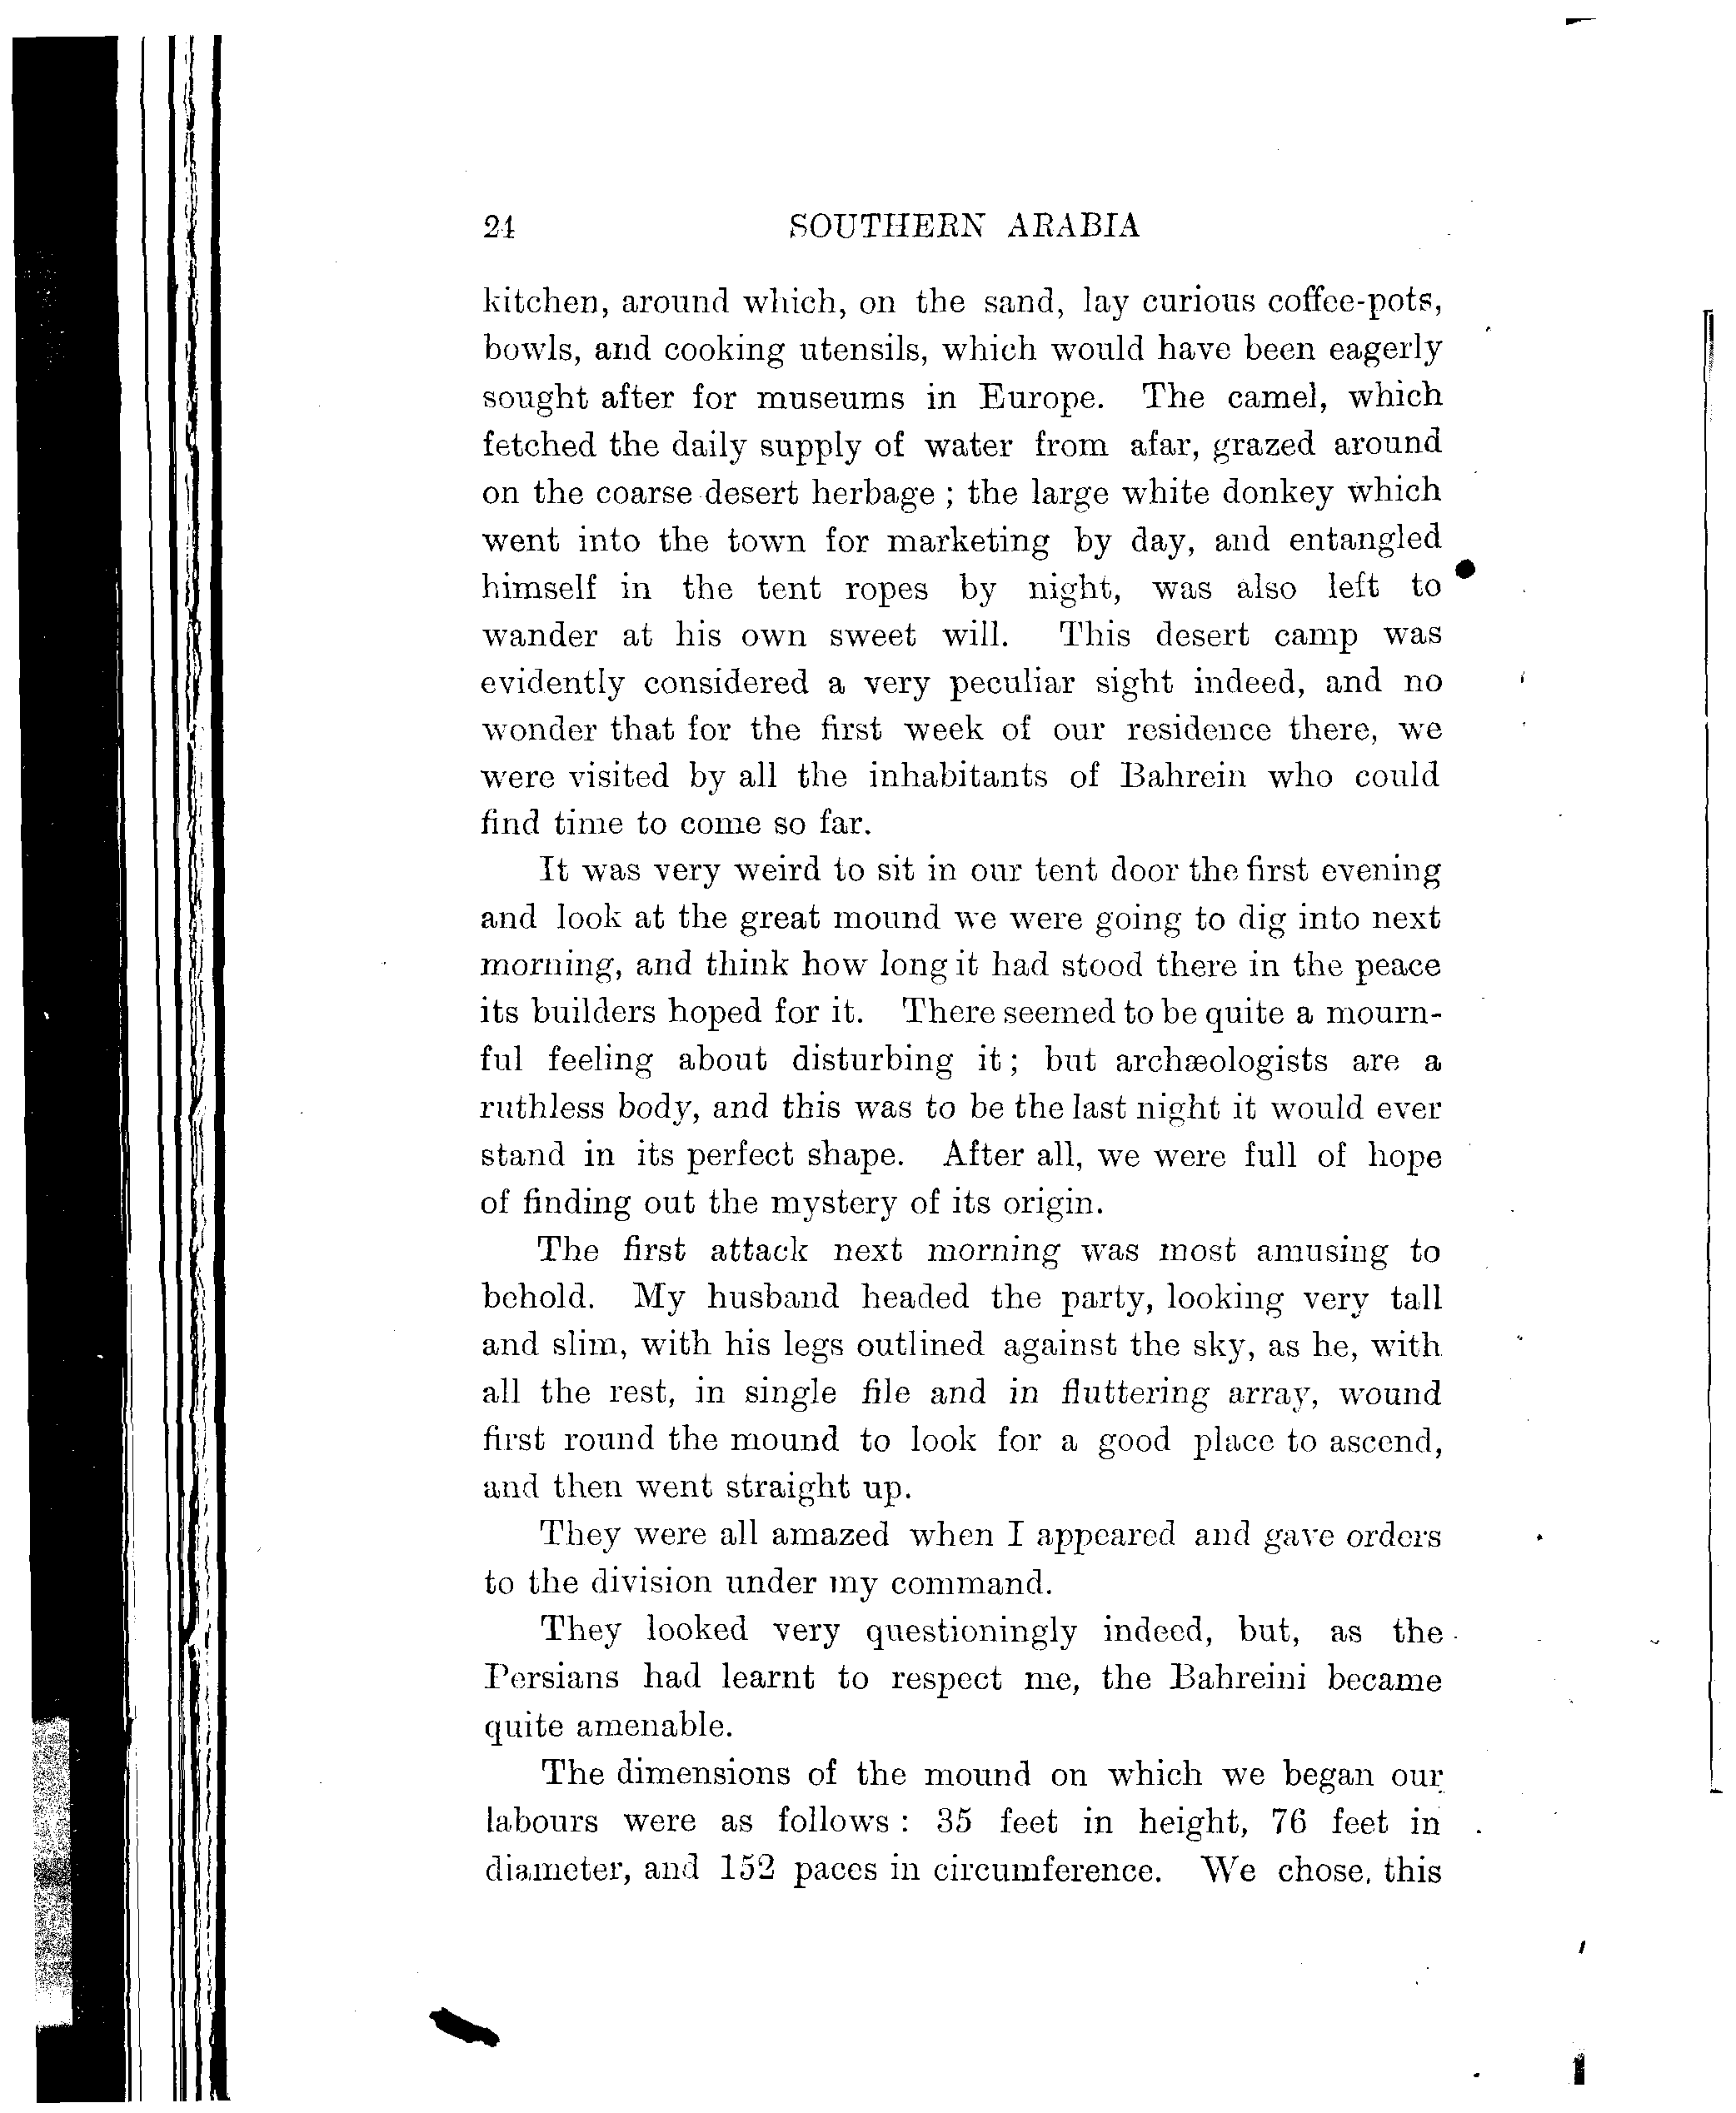 24 SOUTHERN ARABIA
kitchen, around which, on the sand, lay curious coffee-pots,
bowls, and cooking utensils, which would have been eagerly
sought after for museums in Europe. The camel, which
fetched the daily supply of water from afar, grazed around
on the coarse desert herbage ; the large white donkey which
went into the town for marketing by day, and entangled
himself in the tent ropes by night, was also left to
wander at his own sweet will. This desert camp was
evidently considered a very peculiar sight indeed, and no
wonder that for the first week of our residence there, we
were visited by all the inhabitants of Bahrein who could
find time to come so far.
It was very weird to sit in our tent door the first evening
and look at the great mound we were going to dig into next
morning, and think how long it had stood there in the peace
its builders hoped for it. There seemed to be quite a mourn-
ful feeling about disturbing it ; but archæologists are a
ruthless body, and this was to be the last night it would ever
stand in its perfect shape. After all, we were full of hope
of finding out the mystery of its origin.
The first attack next morning was most amusing to
behold. My husband headed the party, looking very tall
and slim, with his legs outlined against the sky, as he, with
all the rest, in single file and in fluttering array, wound
first round the mound to look for a good place to ascend,
and then went straight up.
They were all amazed when I appeared and gave orders
to the division under my command.
They looked very questioningly indeed, but, as the
Persians had learnt to respect me, the Bahreini became
quite amenable.
The dimensions of the mound on which we began our
labours were as follows : 35 feet in height, 76 feet in
diameter, and 152 paces in circumference. We chose, this